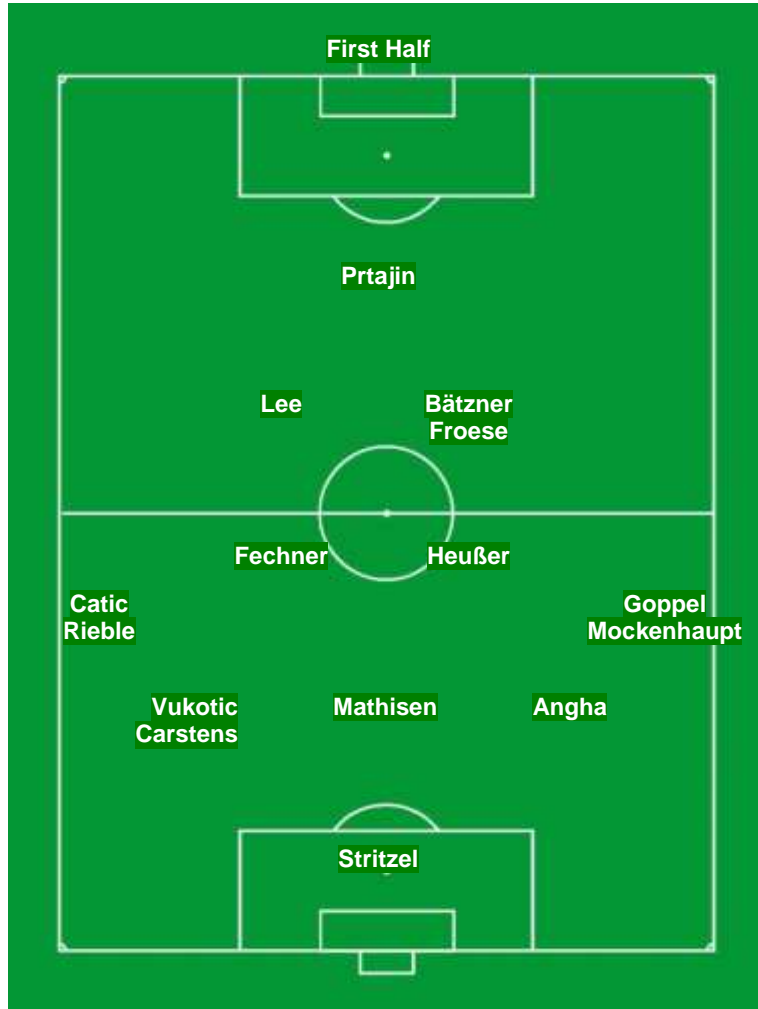 First Half
Prtajin
Lee
Bätzner
Froese
Fechner
Heußer
Catic
Rieble
Goppel
Mockenhaupt
Vukotic
Carstens
Mathisen
Angha
Stritzel